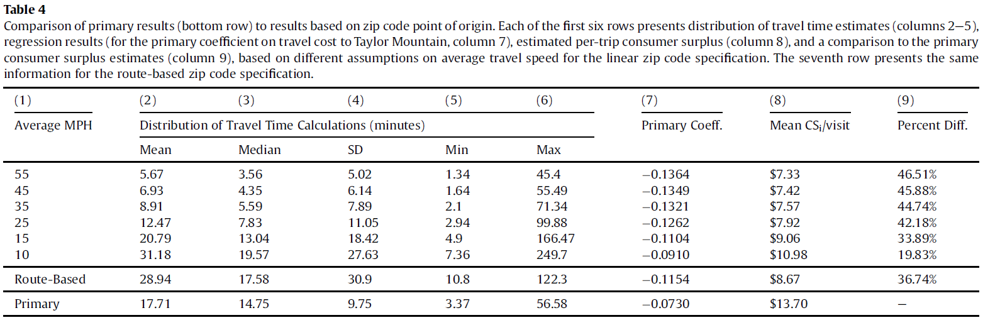 Table 4
Comparison of primary results (bottom row) to results based on zip code point of origin. Each of the first six rows presents distribution of travel time estimates (columns 2–5),
regression results (for the primary coefficient on travel cost to Taylor Mountain, column 7), estimated per-trip consumer surplus (column 8), and a comparison to the primary
consumer surplus estimates (column 9), based on different assumptions on average travel speed for the linear zip code specification. The seventh row presents the same
information for the route-based zip code specification.
(1) (2) (3) (4) (5) (6) (7) (8) (9)
Average MPH Distribution of Travel Time Calculations (minutes) Primary Coeff. Mean CSi/visit Percent Diff.
Mean Median SD Min Max
55 5.67 3.56 5.02 1.34 45.4 −0.1364 $7.33 46.51%
45 6.93 4.35 6.14 1.64 55.49 −0.1349 $7.42 45.88%
35 8.91 5.59 7.89 2.1 71.34 −0.1321 $7.57 44.74%
25 12.47 7.83 11.05 2.94 99.88 −0.1262 $7.92 42.18%
15 20.79 13.04 18.42 4.9 166.47 −0.1104 $9.06 33.89%
10 31.18 19.57 27.63 7.36 249.7 −0.0910 $10.98 19.83%
Route-Based 28.94 17.58 30.9 10.8 122.3 −0.1154 $8.67 36.74%
Primary 17.71 14.75 9.75 3.37 56.58 −0.0730 $13.70 –